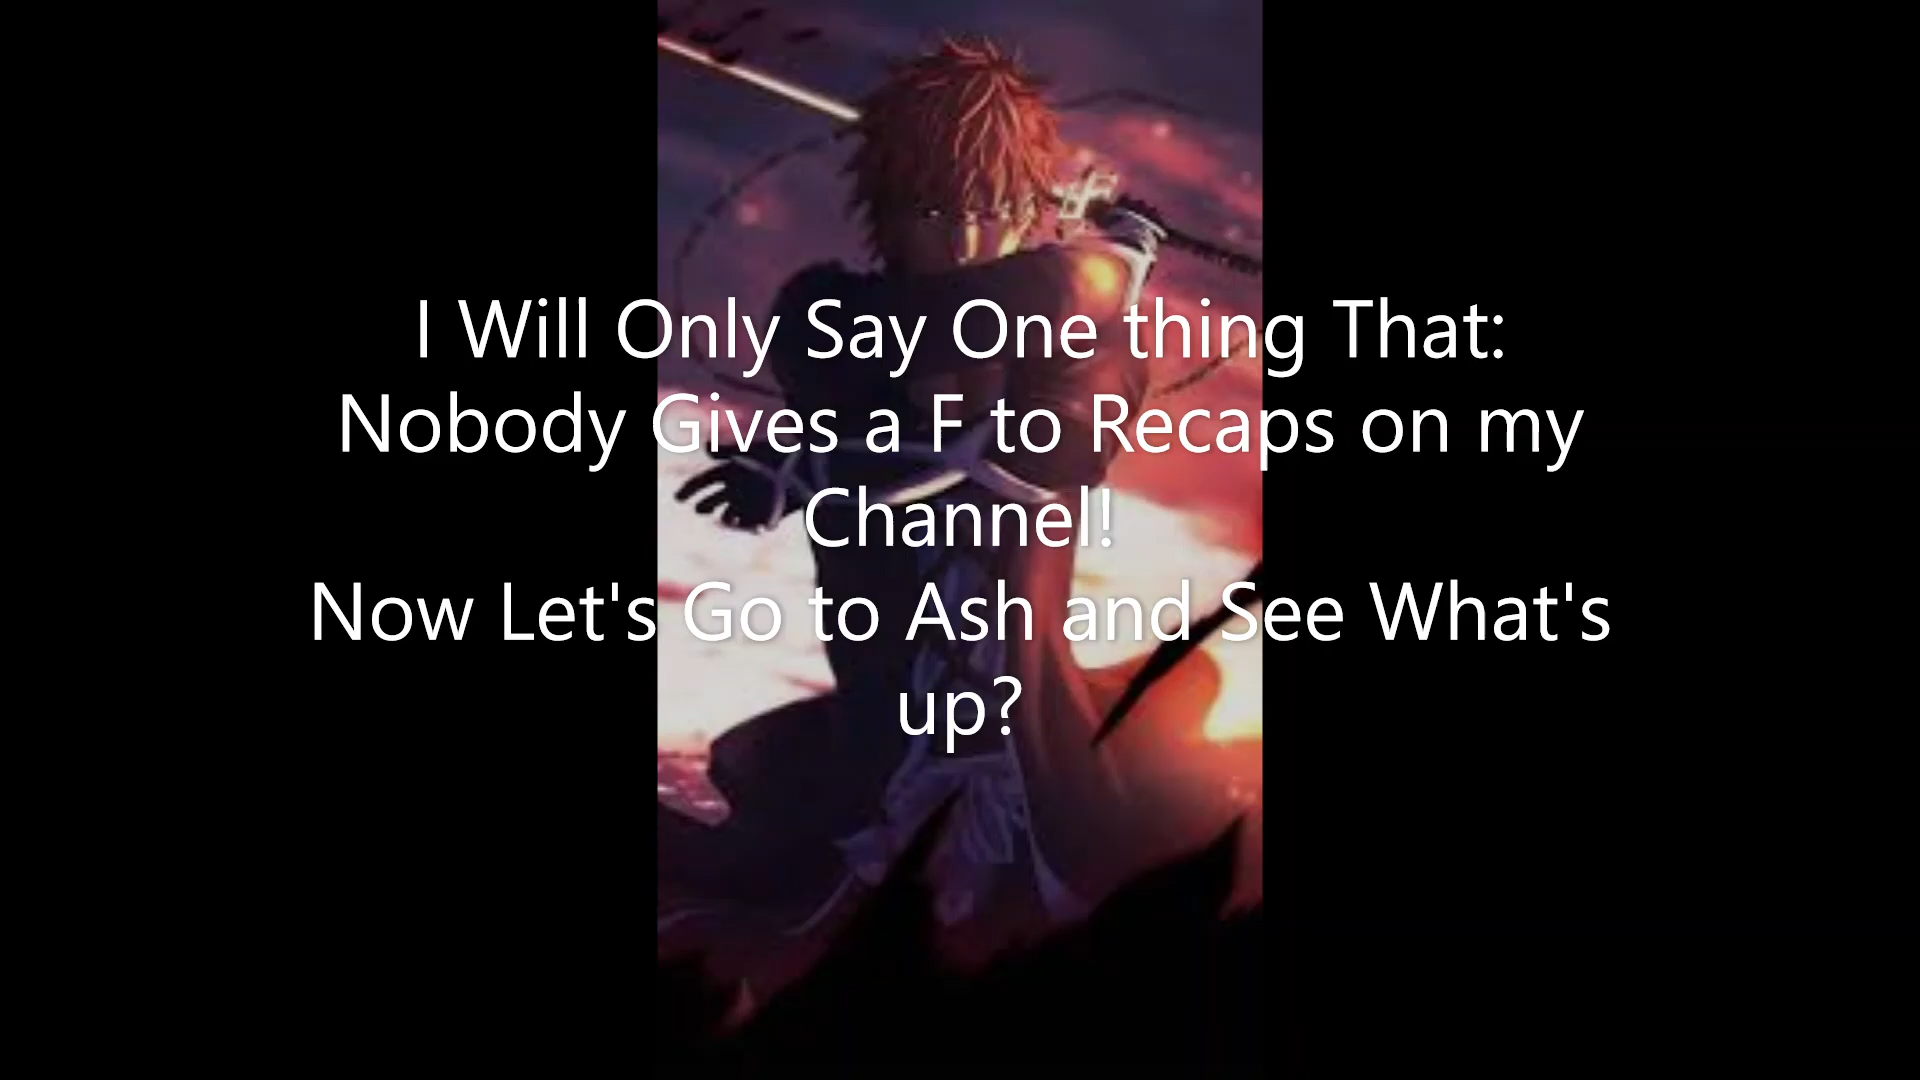 I Will Only Say One thing That:
Nobody Gives a F to Recaps on my
Channel!
Now Let's Go to Ash and See What's
up?